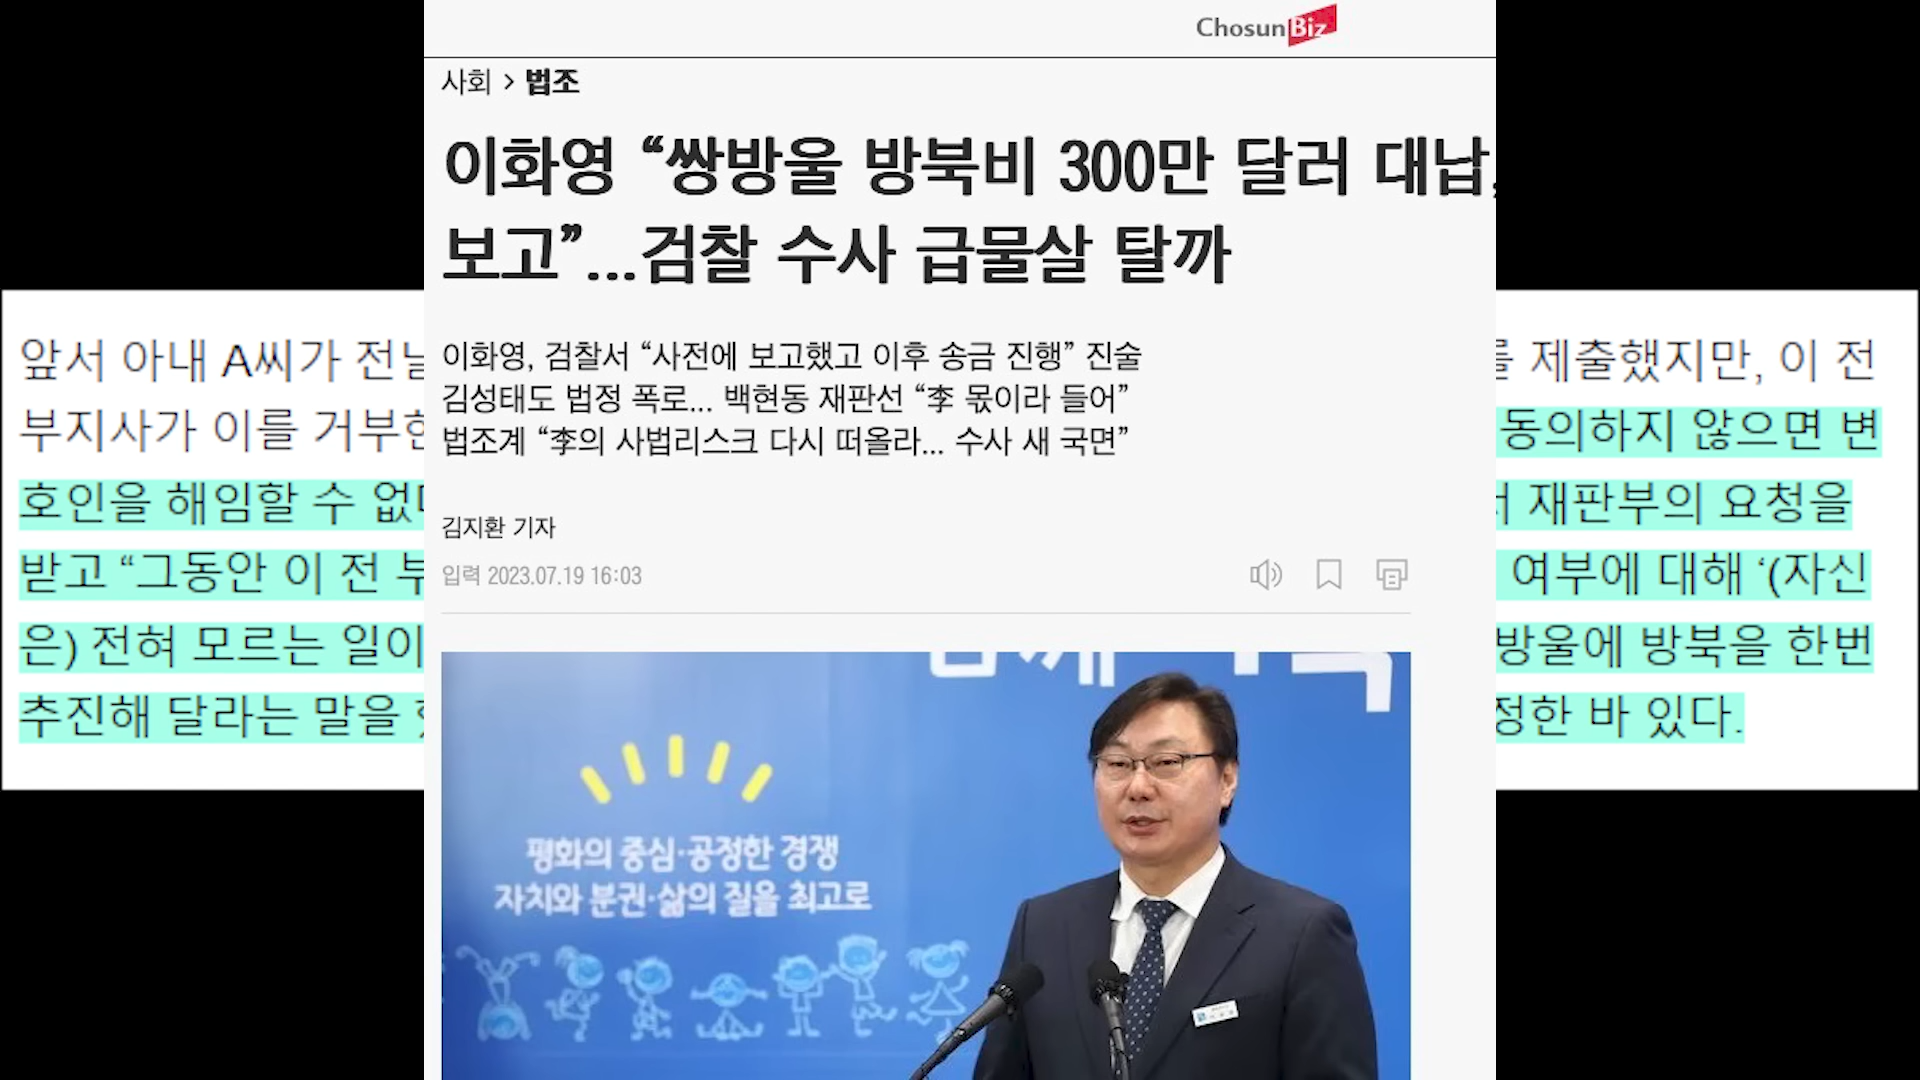 ChosunBiz
사회 > 법조
이화영 “쌍방울 방북비 300만 달러 대납,
보고”...검찰 수사 급물살 탈까
이화영, 검찰서 “사전에 보고했고 이후 송금 진행” 진술
김성태도 법정 폭로... 백현동 재판선 “李 몫이라 들어”
법조계 “李의 사법리스크 다시 떠올라... 수사 새 국면”
김지환 기자
입력 2023.07.19 16:03
평화의 중심·공정한 경쟁
자치와 분권·삶의 질을 최고로
앞서 아내 A씨가 전날
부지사가 이를 거부한
호인을 해임할 수 없다
받고 “그동안 이 전 부
은) 전혀 모르는 일이
추진해 달라는 말을
를 제출했지만, 이 전
동의하지 않으면 변
서 재판부의 요청을
여부에 대해 ‘(자신
방울에 방북을 한번
정한 바 있다.